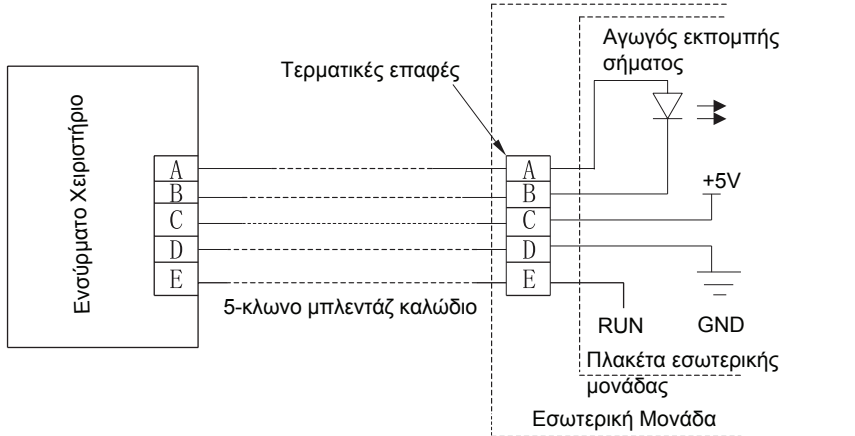 Αγωγός εκπομπής
σήματος
Τερματικές επαφές
Ενσύρματο Χειριστήριο
A
B
C
D
E
A
B
C
D
E
+5V
5-κλωνο μπλεντάζ καλώδιο
RUN
GND
Πλακέτα εσωτερικής
μονάδας
Εσωτερική Μονάδα